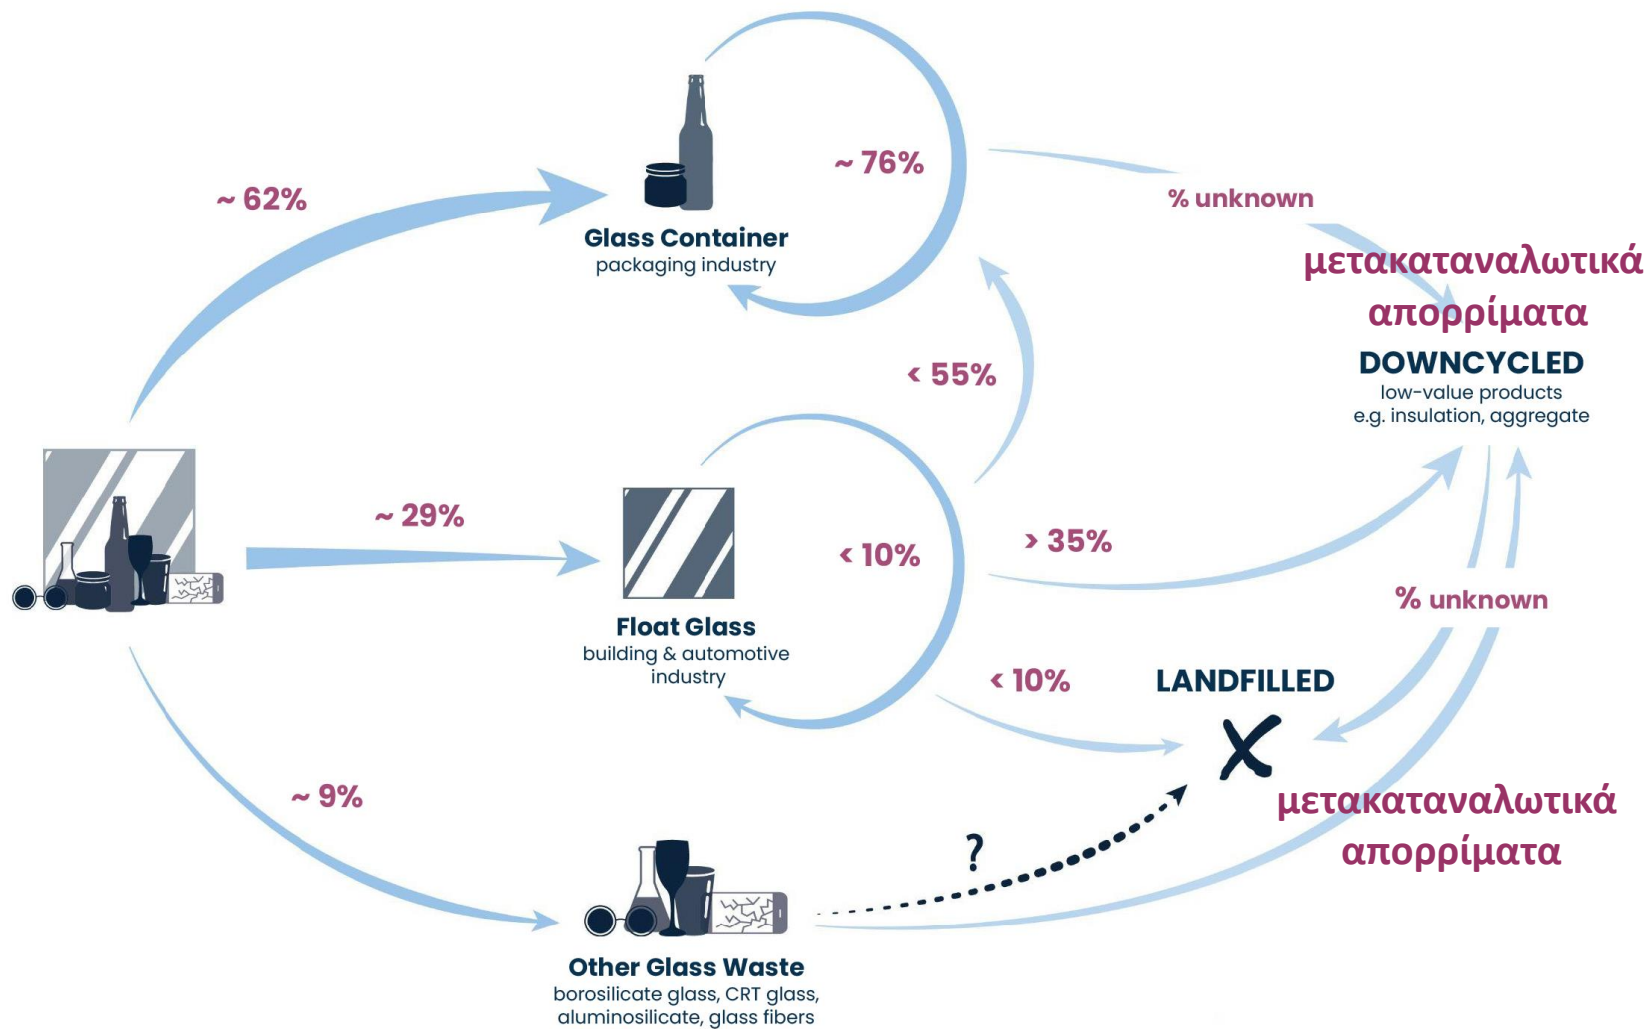 ~ 62%
~ 76%
% unknown
Glass Container
packaging industry
μετακαταναλωτικά
απορρίματα
DOWNCYCLED
low-value products
e.g. insulation, aggregate
< 55%
~ 29%
< 10%
> 35%
% unknown
Float Glass
building & automotive
industry
< 10%
LANDFILLED
~ 9%
μετακαταναλωτικά
απορρίματα
?
Other Glass Waste
borosilicate glass, CRT glass,
aluminosilicate, glass fibers